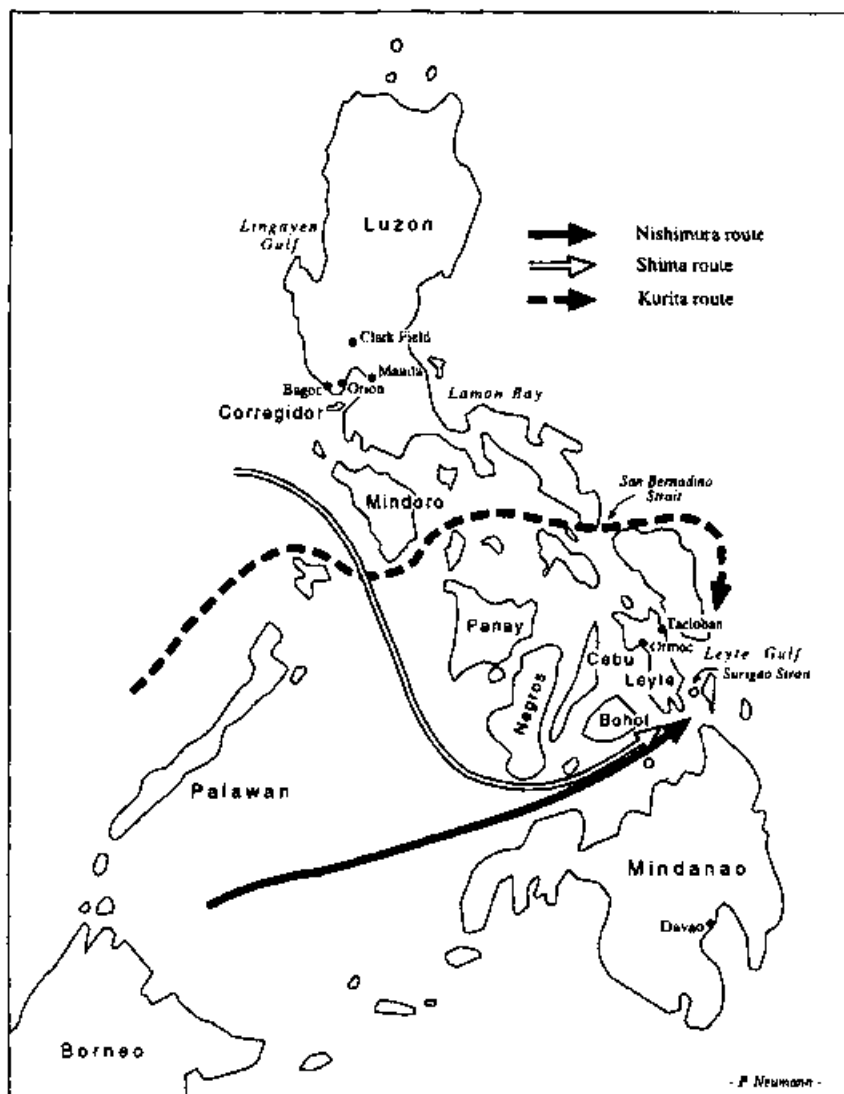 Lingayen
Gulf
Luzon
Nishimura route
Shima route
Kurita route
Clark Field
Manila
Bagor
Orion
Corregidor
Lamon Bay
San Bernadino
Strait
Mindoro
Panay
Tacloban
Ormoc
Cebu
Leyte
Leyte Gulf
Surigao Strait
Negros
Bohol
Palawan
Mindanao
Davao
Borneo
- P Neumann -